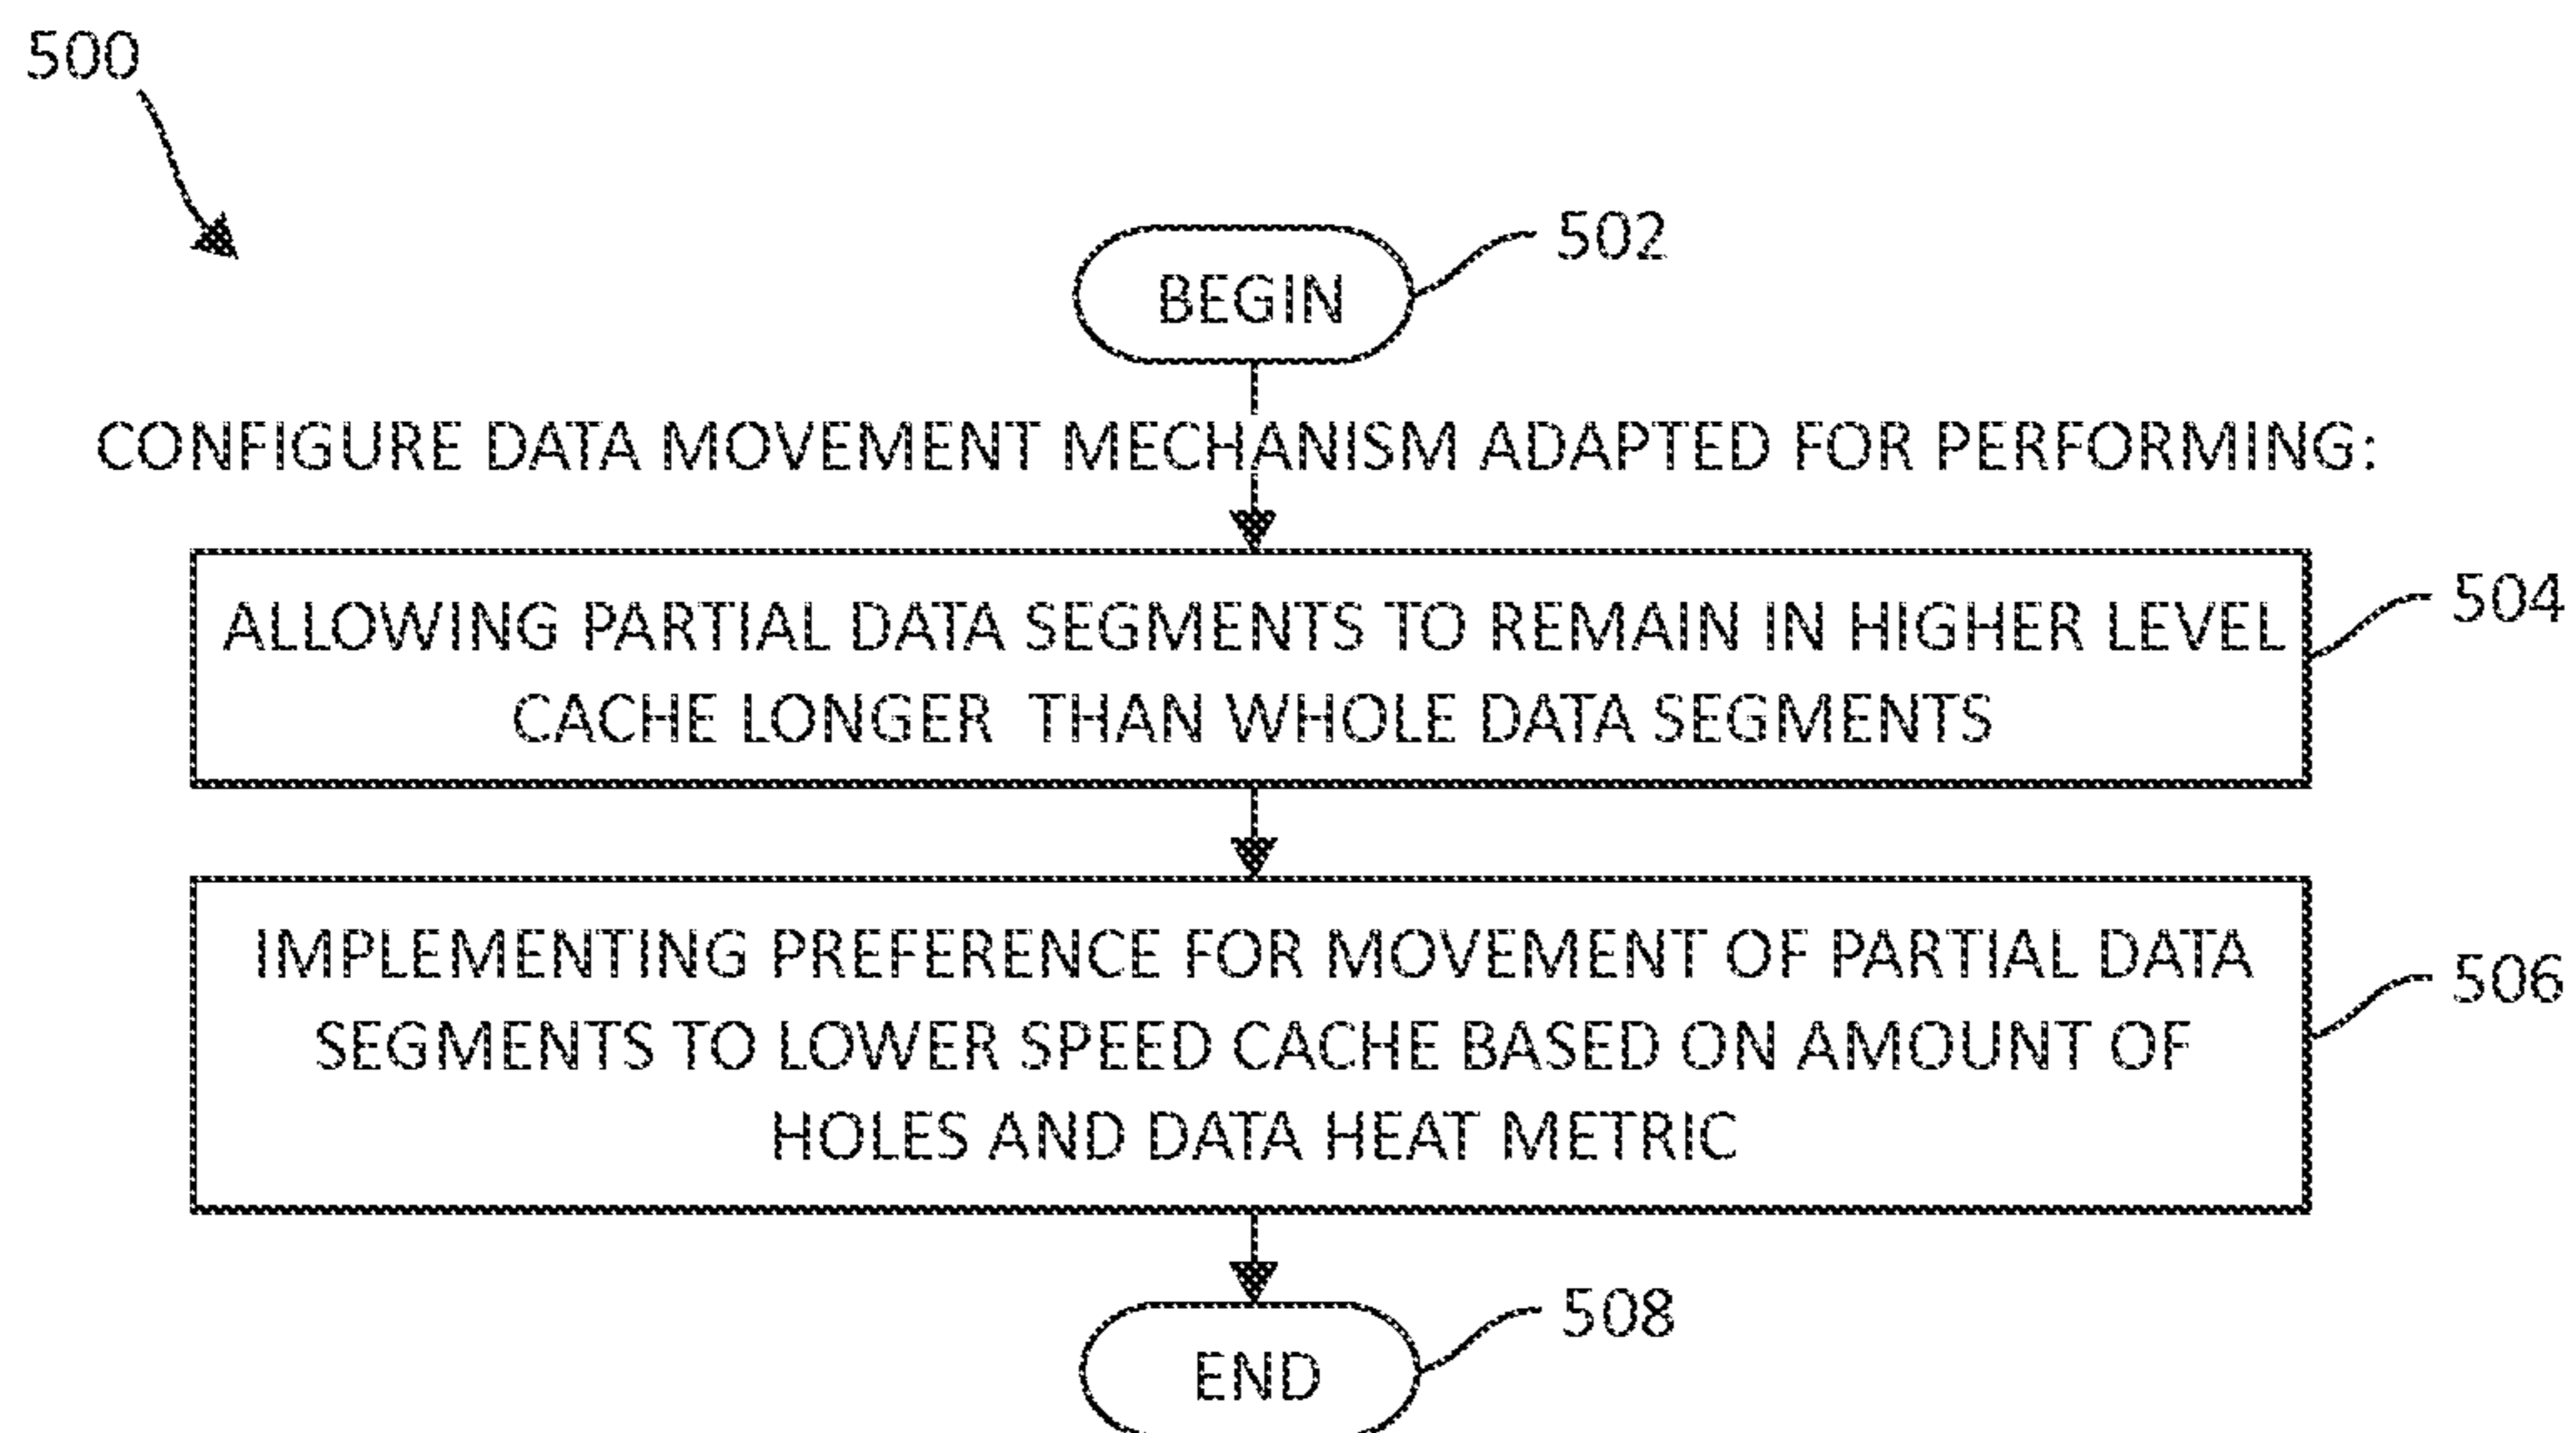 500
502
BEGIN
CONFIGURE DATA MOVEMENT MECHANISM ADAPTED FOR PERFORMING:
504
ALLOWING PARTIAL DATA SEGMENTS TO REMAIN IN HIGHER LEVEL
CACHE LONGER THAN WHOLE DATA SEGMENTS
IMPLEMENTING PREFERENCE FOR MOVEMENT OF PARTIAL DATA
506
SEGMENTS TO LOWER SPEED CACHE BASED ON AMOUNT OF
HOLES AND DATA HEAT METRIC
508
END